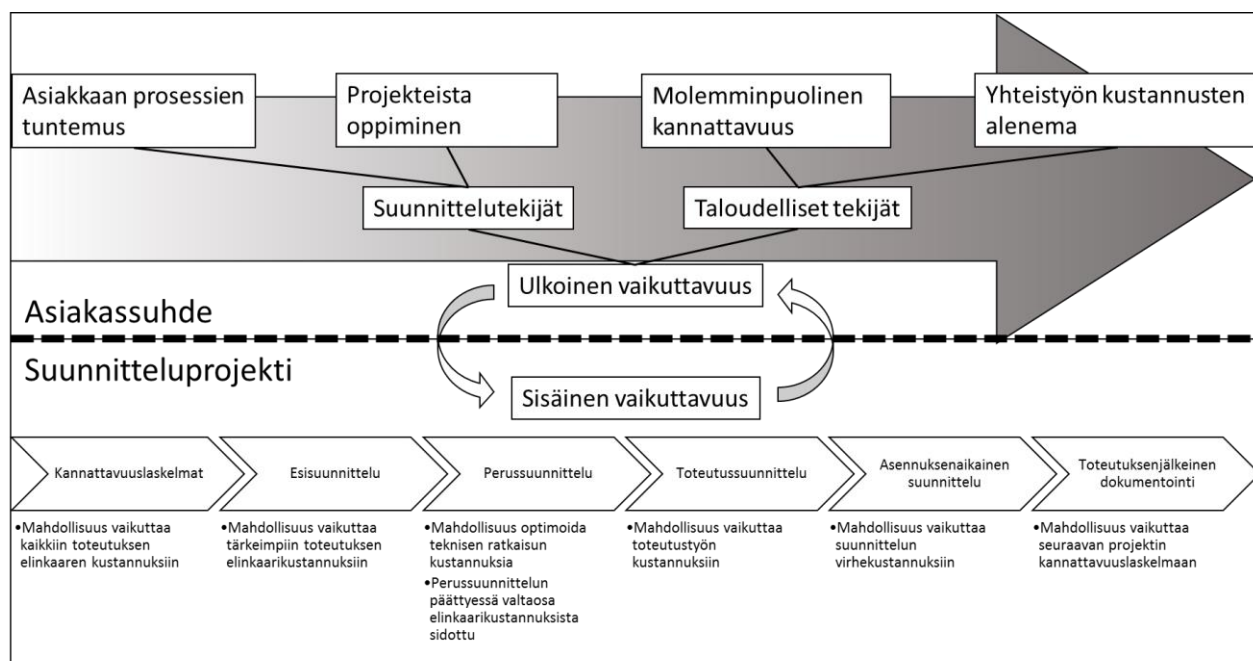 Asiakkaan prosessien
tuntemus
Projekteista
oppiminen
Molemminpuolinen
kannattavuus
Yhteistyön kustannusten
alenema
Suunnittelutekijät
Taloudelliset tekijät
Ulkoinen vaikuttavuus
Asiakassuhde
Suunnitteluprojekti
Sisäinen vaikuttavuus
Kannattavuuslaskelmat
Esisuunnittelu
Perussuunnittelu
Toteutussuunnittelu
Asennuksenaikainen
suunnittelu
Toteutuksenjälkeinen
dokumentointi
•Mahdollisuus vaikuttaa
kaikkiin toteutuksen
elinkaaren kustannuksiin
•Mahdollisuus vaikuttaa
tärkeimpiin toteutuksen
elinkaarikustannuksiin
•Mahdollisuus optimoida
teknisen ratkaisun
kustannuksia
•Perussuunnittelun
päättyessä valtaosa
elinkaarikustannuksista
sidottu
•Mahdollisuus vaikuttaa
toteutustyön
kustannuksiin
•Mahdollisuus vaikuttaa
suunnittelun
virhekustannuksiin
•Mahdollisuus vaikuttaa
seuraavan projektin
kannattavuuslaskelmaan